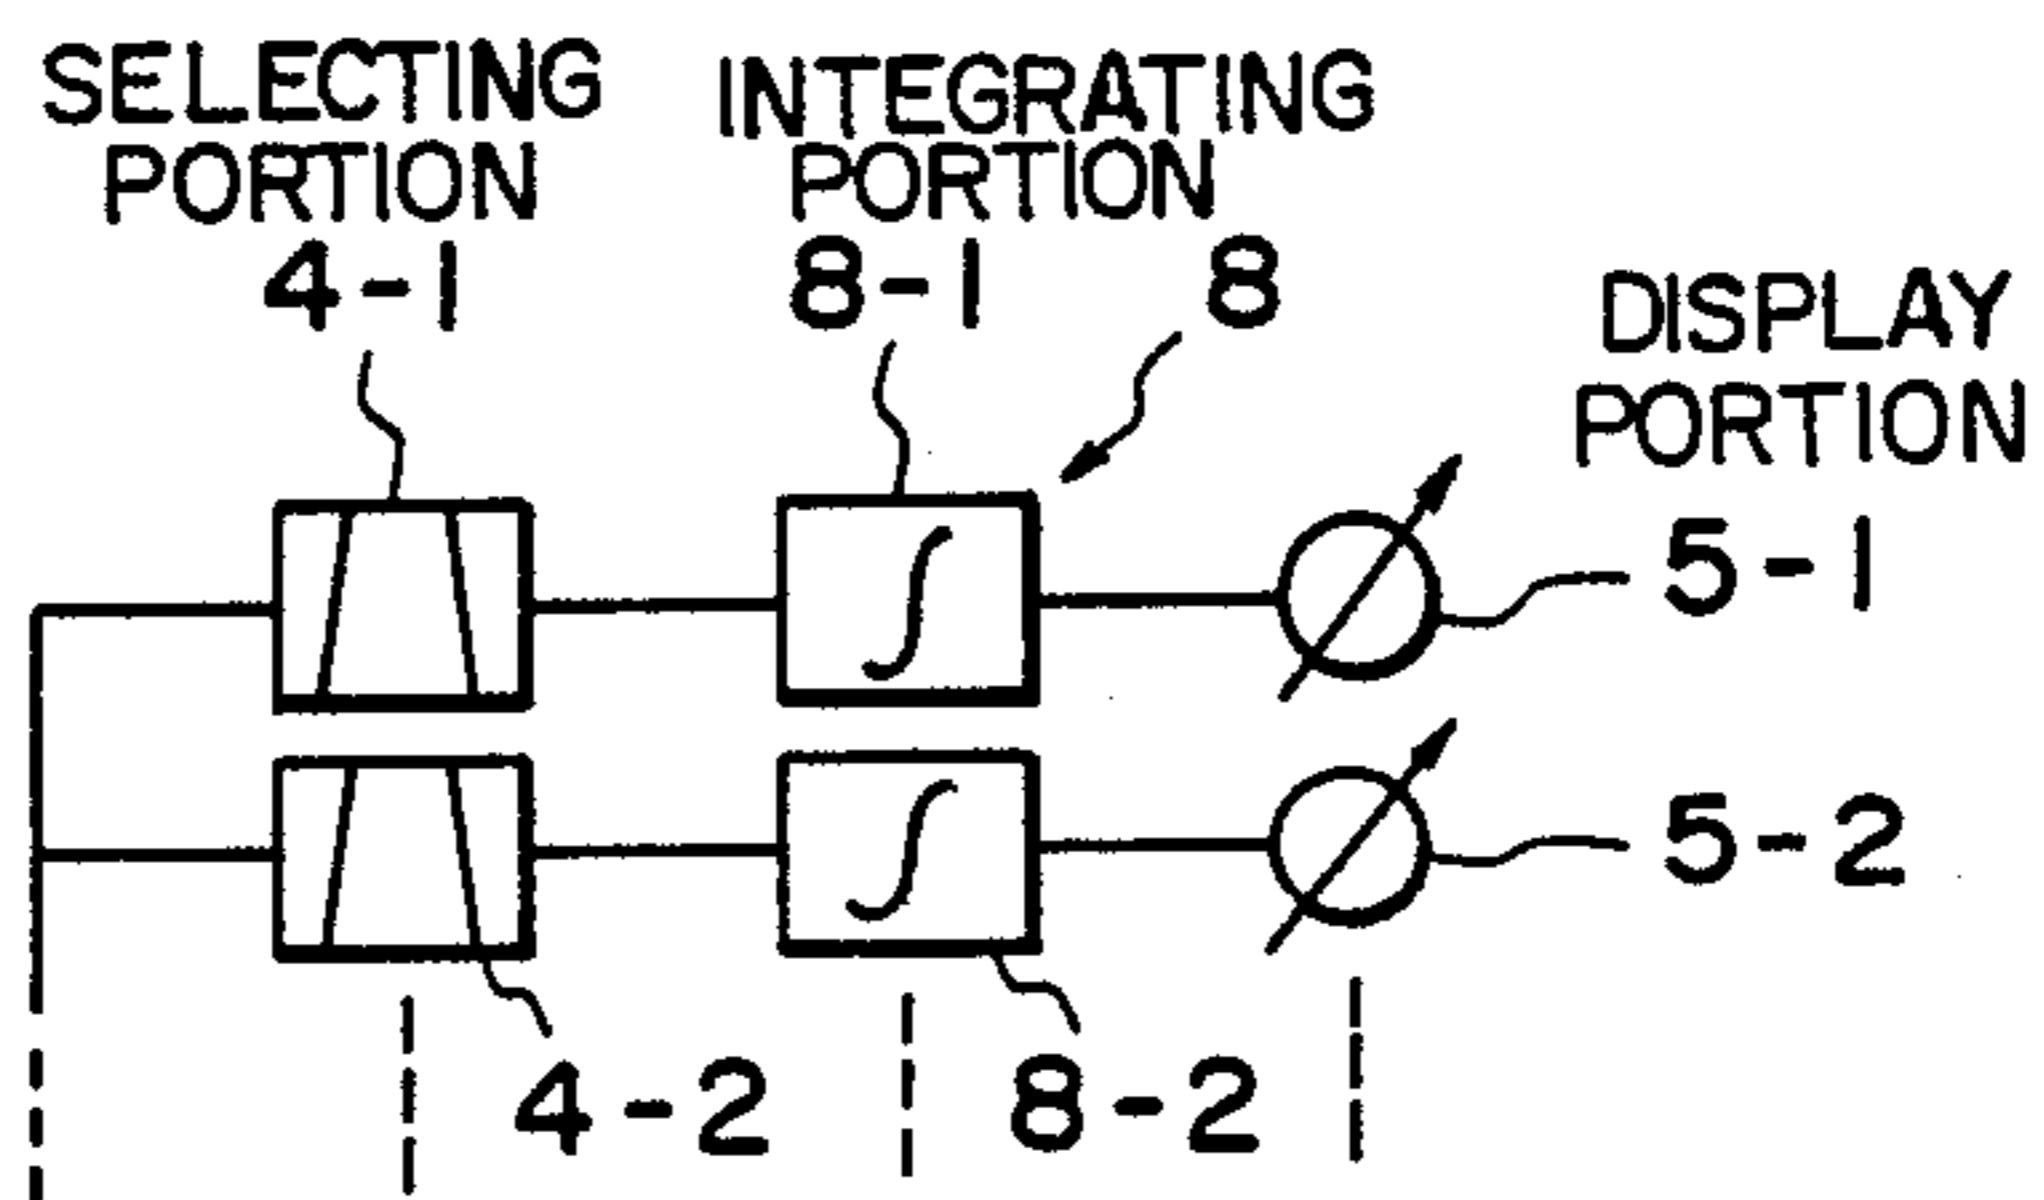 SELECTING
PORTION
4-1
INTEGRATING
PORTION
8-1
8
DISPLAY
PORTION
5-1
5-2
4-2
8-2